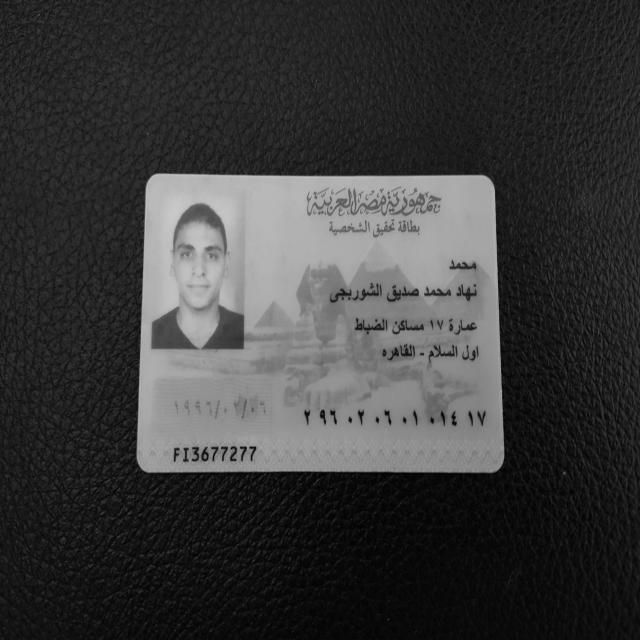 جمهورية مصر العربية
بطاقة تحقيق الشخصية
محمد
نهاد محمد صديق الشوربجى
عمارة ١٧ مساكن الضباط
اول السلام - القاهره
٢٩٦٠٢٠٦٠١٠١٤١٧
١٩٩٦/٠٢/٠٦
FI3677277